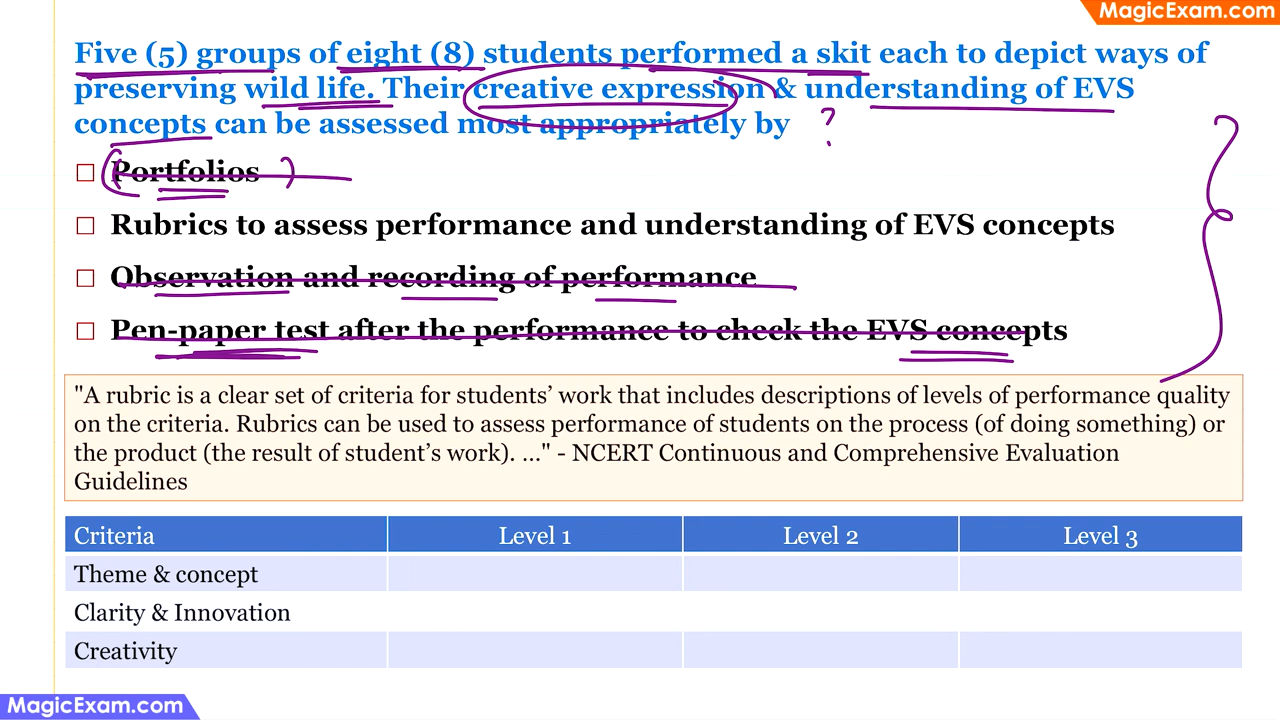 MagicExam.com
Five (5) groups of eight (8) students performed a skit each to depict ways of
preserving wild life. Their creative expression & understanding of EVS
concepts can be assessed most appropriately by ?
Portfolios
Rubrics to assess performance and understanding of EVS concepts
Observation and recording of performance
Pen-paper test after the performance to check the EVS concepts
"A rubric is a clear set of criteria for students’ work that includes descriptions of levels of performance quality
on the criteria. Rubrics can be used to assess performance of students on the process (of doing something) or
the product (the result of student’s work). ..." - NCERT Continuous and Comprehensive Evaluation
Guidelines
Criteria Level 1 Level 2 Level 3
Theme & concept
Clarity & Innovation
Creativity
MagicExam.com